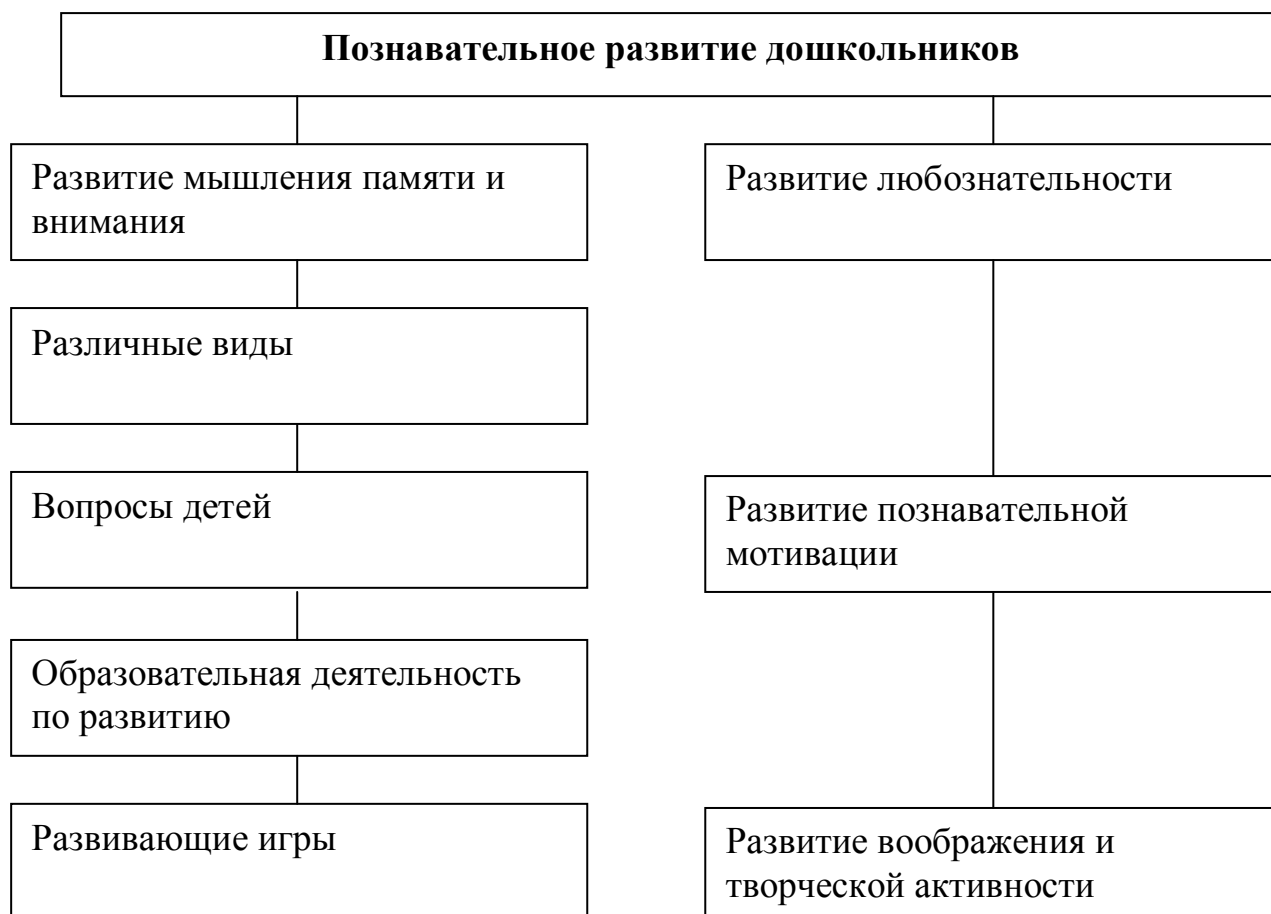 Познавательное развитие дошкольников
Развитие мышления памяти и
внимания
Различные виды
Вопросы детей
Образовательная деятельность
по развитию
Развивающие игры
Развитие любознательности
Развитие познавательной
мотивации
Развитие воображения и
творческой активности